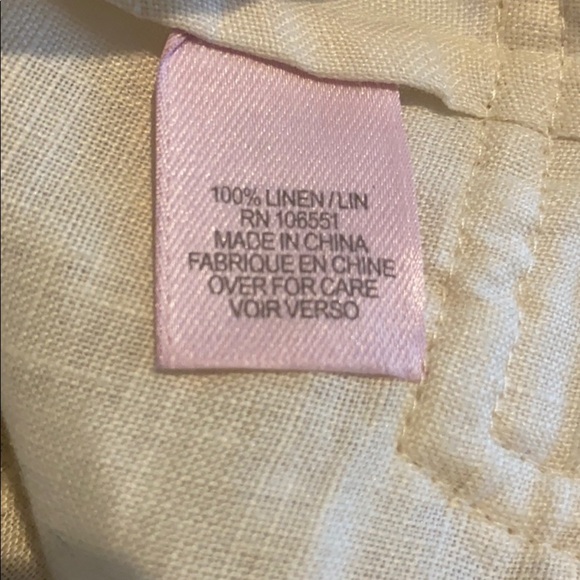 100% LINEN / LIN
RN 106551
MADE IN CHINA
FABRIQUE EN CHINE
OVER FOR CARE
VOIR VERSO